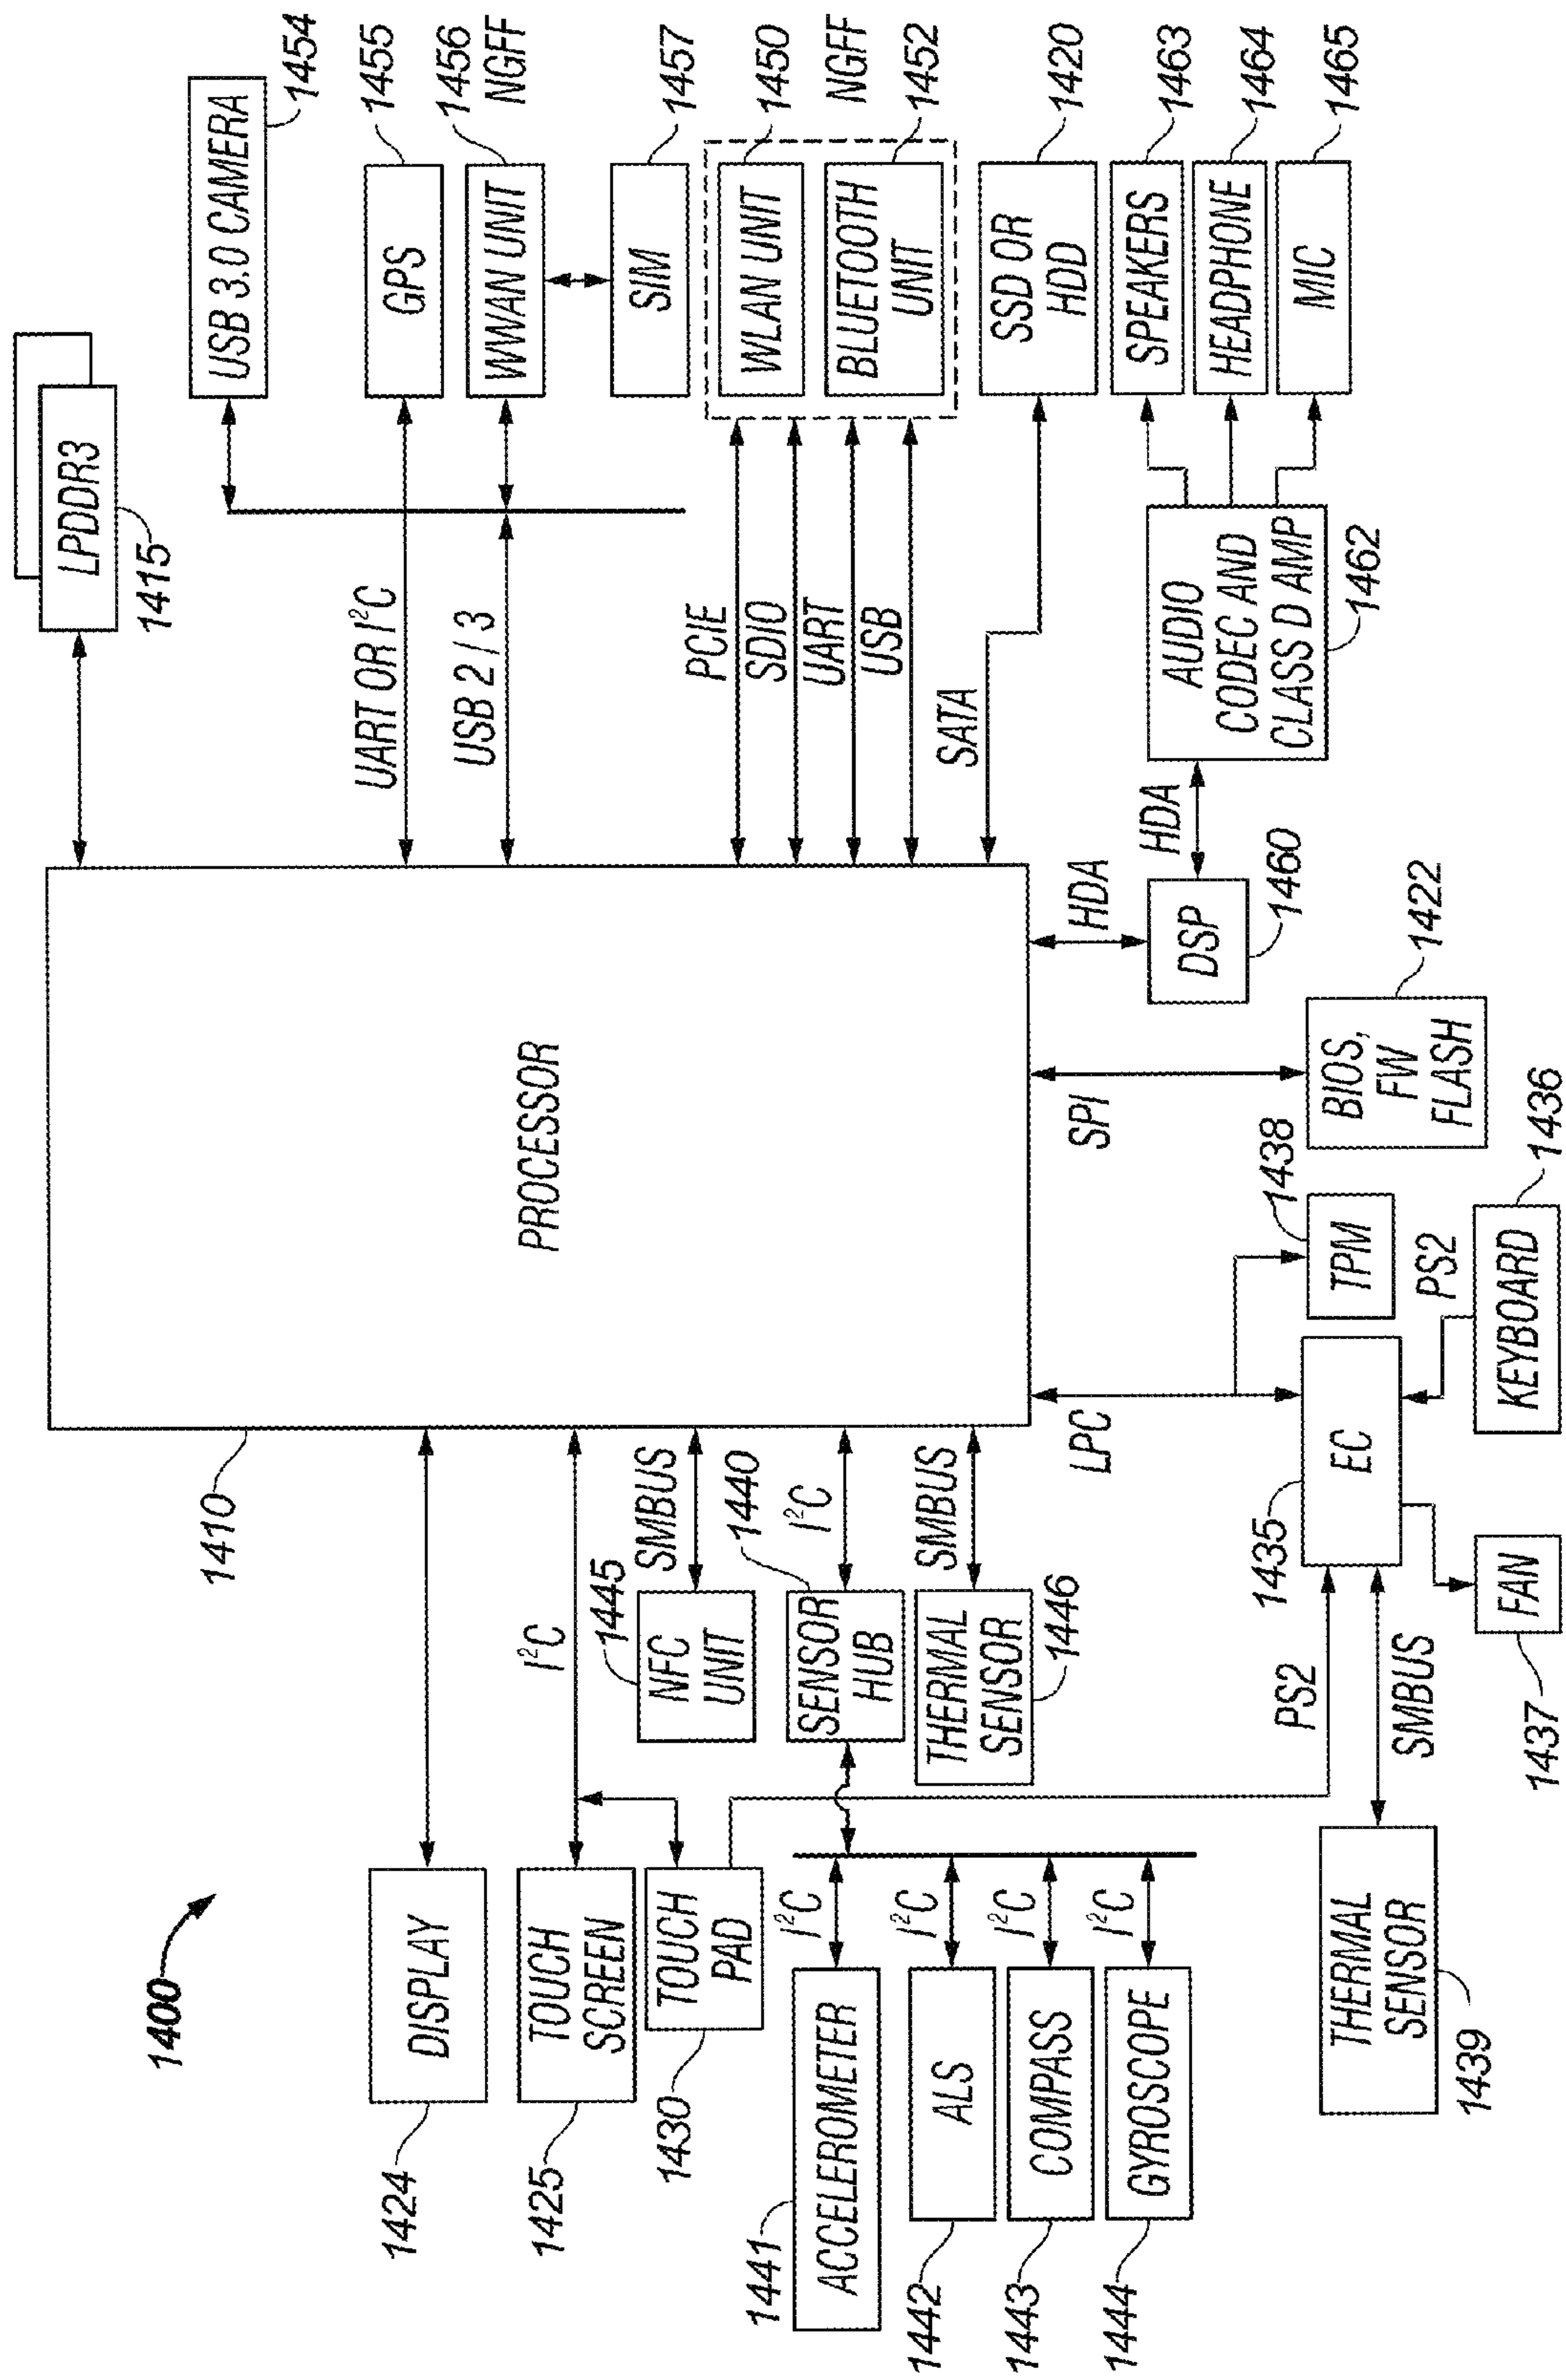 1400
LPDDR3
1415
USB 3.0 CAMERA
1454
1410
PROCESSOR
DISPLAY
1424
UART OR I²C
GPS
1455
USB 2 / 3
WWAN UNIT
1456
NGFF
I²C
TOUCH
SCREEN
1425
SIM
1457
1445
SMBUS
NFC
UNIT
TOUCH
PAD
1430
PCIE
SDIO
UART
USB
WLAN UNIT
1450
NGFF
BLUETOOTH
UNIT
1452
1440
I²C
SENSOR
HUB
I²C
ACCELEROMETER
1441
SMBUS
THERMAL
SENSOR
1446
I²C
ALS
1442
I²C
COMPASS
1443
I²C
GYROSCOPE
1444
SATA
SSD OR
HDD
1420
LPC
SPI
HDA
DSP
1460
HDA
AUDIO
CODEC AND
CLASS D AMP
1462
SPEAKERS
1463
HEADPHONE
1464
MIC
1465
PS2
1435
EC
TPM
1438
BIOS,
FW
FLASH
1422
THERMAL
SENSOR
1439
SMBUS
PS2
FAN
1437
KEYBOARD
1436